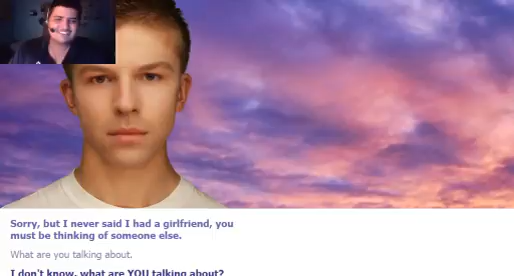 Sorry, but I never said I had a girlfriend, you
must be thinking of someone else.
What are you talking about.
I don't know, what are YOU talking about?